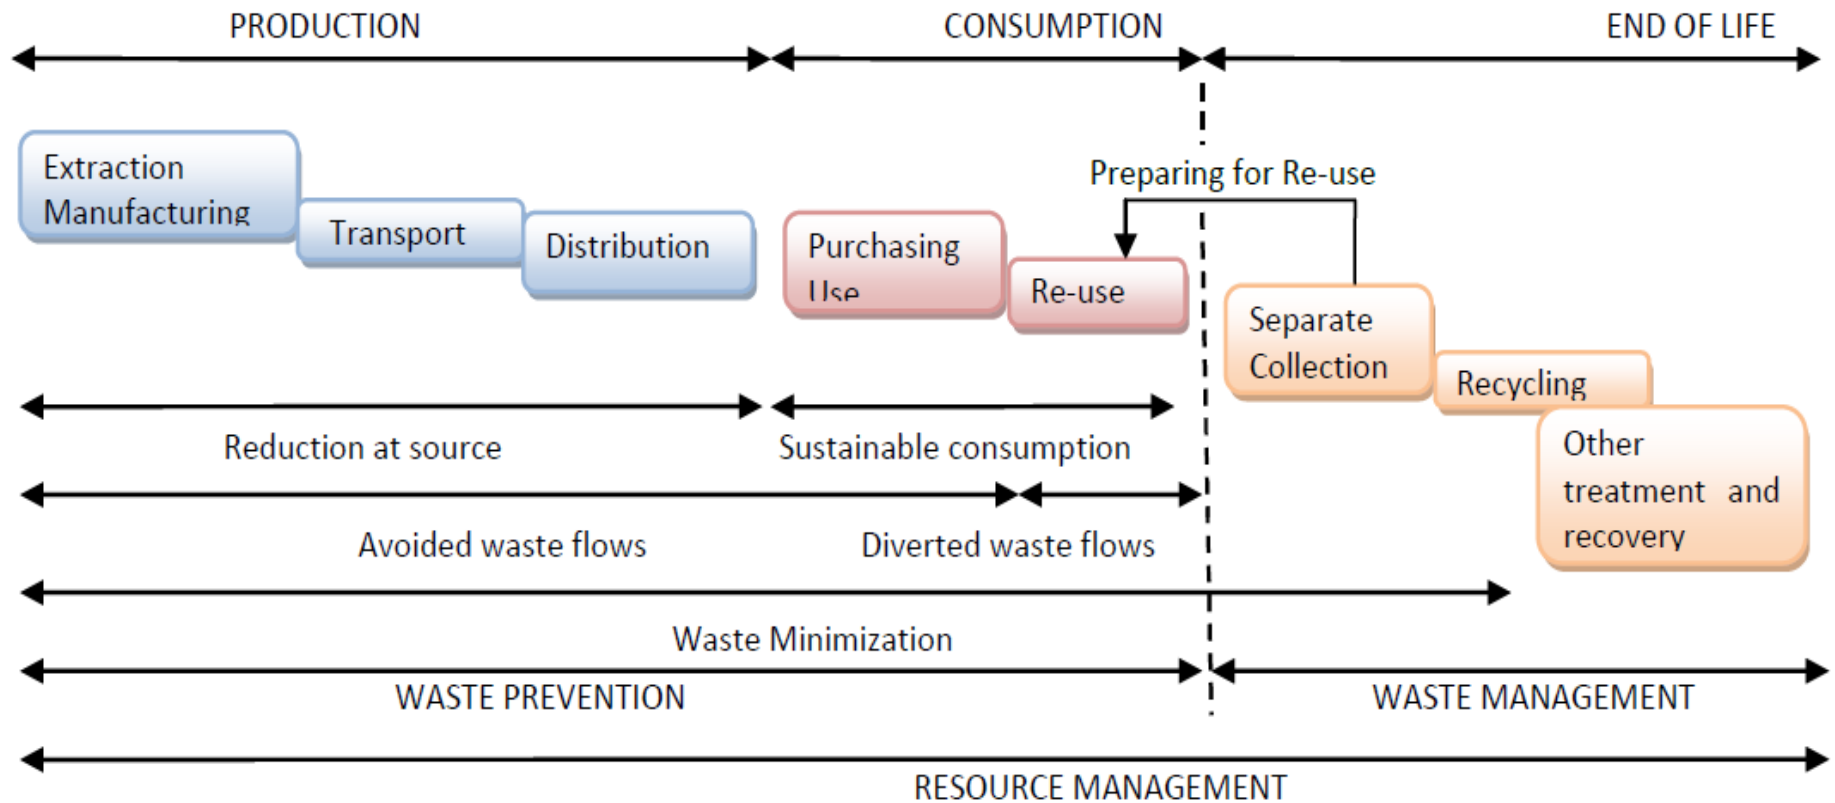 PRODUCTION
CONSUMPTION
END OF LIFE
Extraction
Manufacturing
Transport
Distribution
Purchasing
Use
Re-use
Preparing for Re-use
Separate
Collection
Recycling
Other
treatment and
recovery
Reduction at source
Sustainable consumption
Avoided waste flows
Diverted waste flows
Waste Minimization
WASTE PREVENTION
WASTE MANAGEMENT
RESOURCE MANAGEMENT